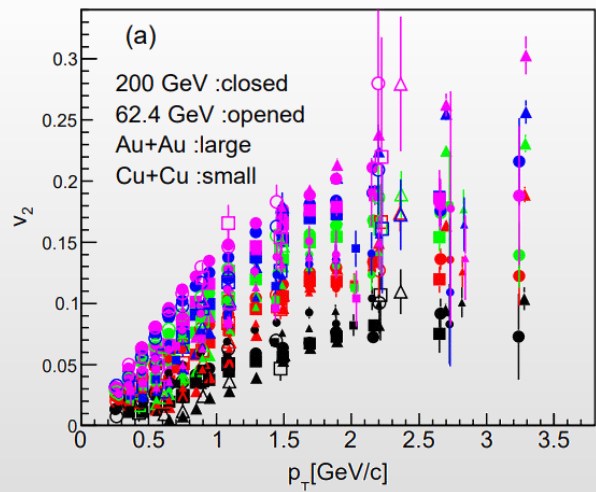 (a)
200 GeV :closed
62.4 GeV :opened
Au+Au :large
Cu+Cu :small
v2
0.3
0.25
0.2
0.15
0.1
0.05
0
0 0.5 1 1.5 2 2.5 3 3.5
pT[GeV/c]